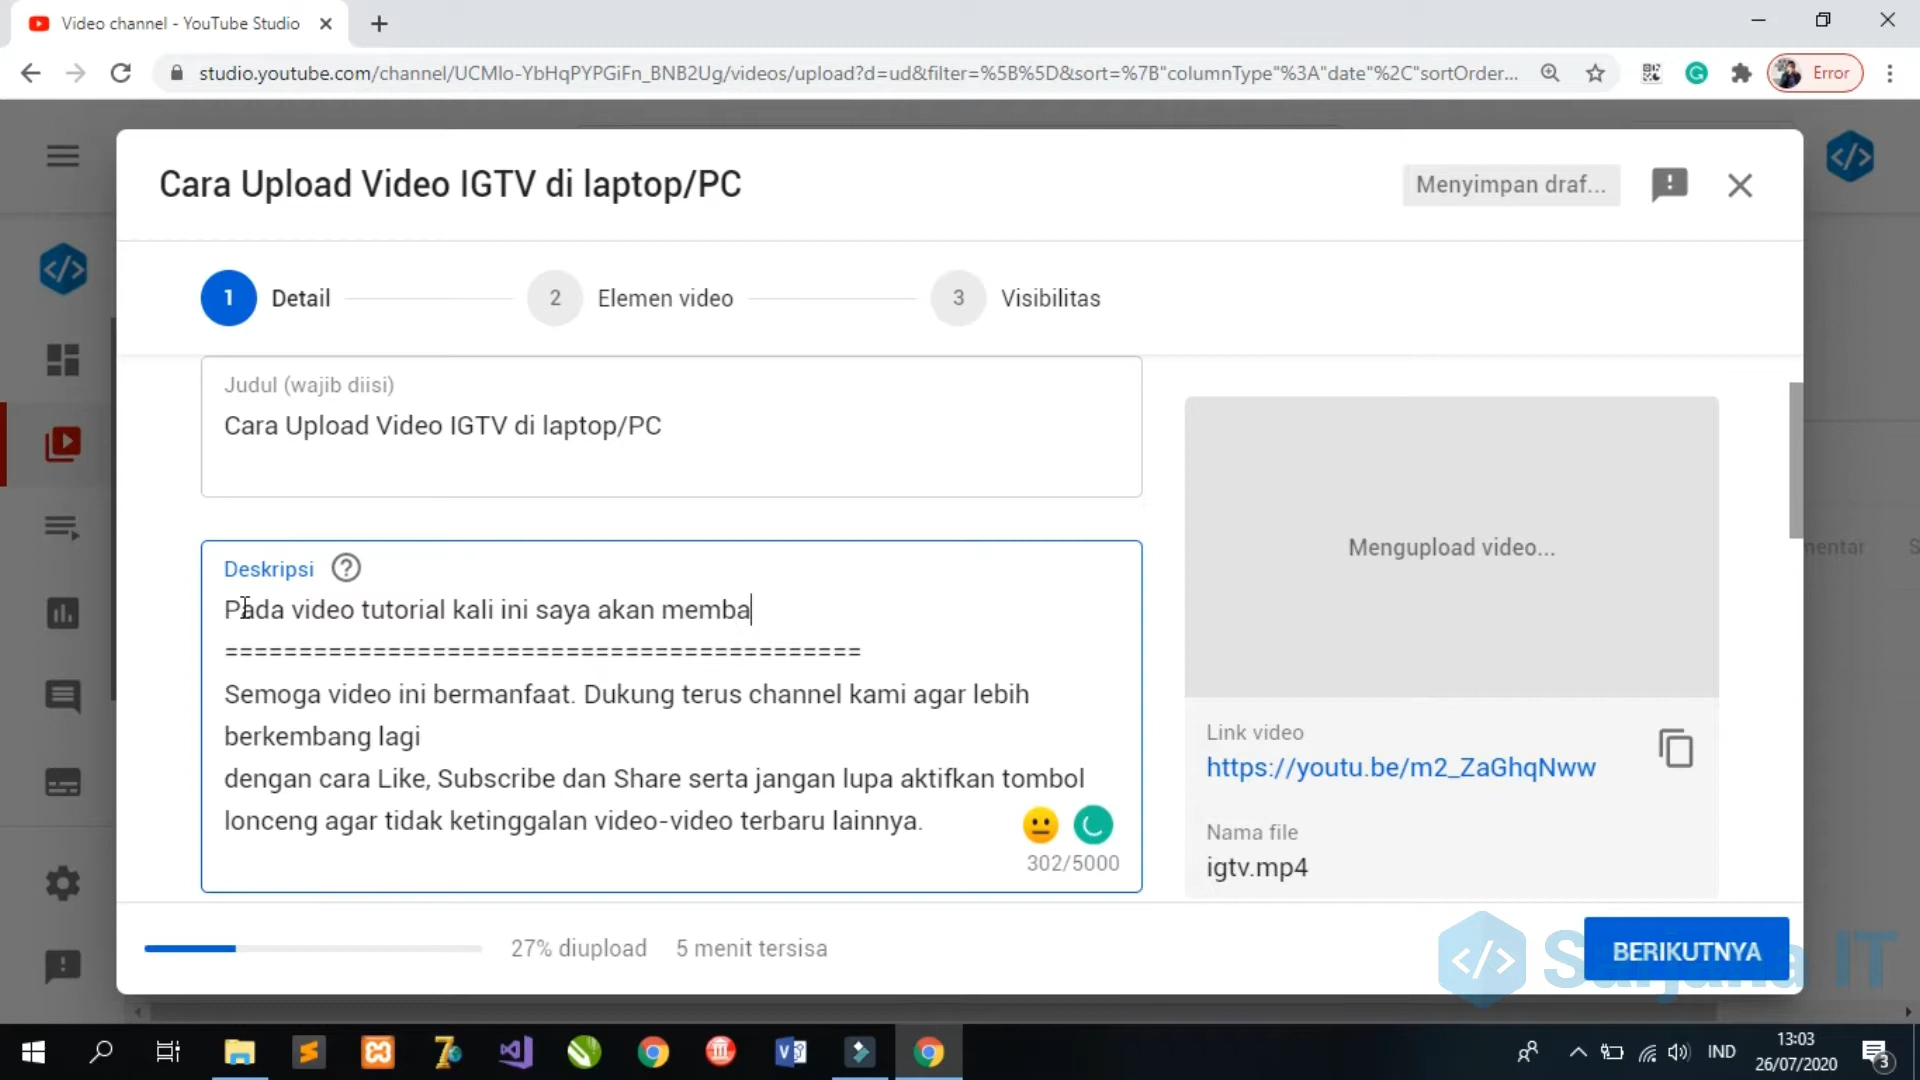 Video channel - YouTube Studio
studio.youtube.com/channel/UCMIo-YbHqPYPGiFn_BNB2Ug/videos/upload?d=ud&filter=%5B%5D&sort=%7B"columnType"%3A"date"%2C"sortOrder...
Error
Cara Upload Video IGTV di laptop/PC
Menyimpan draf...
1 Detail
2 Elemen video
3 Visibilitas
Judul (wajib diisi)
Cara Upload Video IGTV di laptop/PC
Deskripsi
Pada video tutorial kali ini saya akan memba
===========================================
Semoga video ini bermanfaat. Dukung terus channel kami agar lebih
berkembang lagi
dengan cara Like, Subscribe dan Share serta jangan lupa aktifkan tombol
lonceng agar tidak ketinggalan video-video terbaru lainnya.
302/5000
Mengupload video...
Link video
https://youtu.be/m2_ZaGhqNww
Nama file
igtv.mp4
mentar
27% diupload
5 menit tersisa
BERIKUTNYA
Sarjana IT
IND
13:03
26/07/2020
3